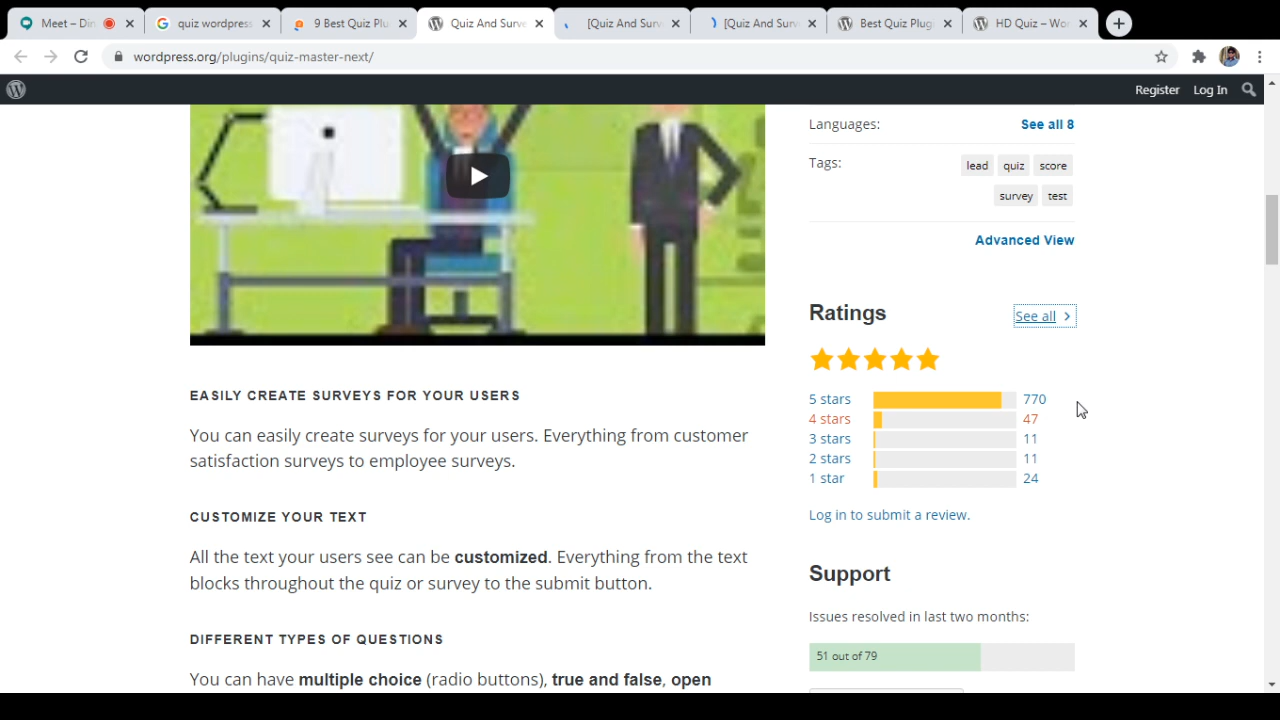 Meet – Din
quiz wordpress
9 Best Quiz Plu
Quiz And Surve
[Quiz And Surv
[Quiz And Surv
Best Quiz Plug
HD Quiz – Wor
wordpress.org/plugins/quiz-master-next/
Register Log In
Languages: See all 8
Tags: lead quiz score
survey test
Advanced View
Ratings See all
5 stars 770
4 stars 47
3 stars 11
2 stars 11
1 star 24
Log in to submit a review.
Support
Issues resolved in last two months:
51 out of 79
EASILY CREATE SURVEYS FOR YOUR USERS
You can easily create surveys for your users. Everything from customer
satisfaction surveys to employee surveys.
CUSTOMIZE YOUR TEXT
All the text your users see can be customized. Everything from the text
blocks throughout the quiz or survey to the submit button.
DIFFERENT TYPES OF QUESTIONS
You can have multiple choice (radio buttons), true and false, open